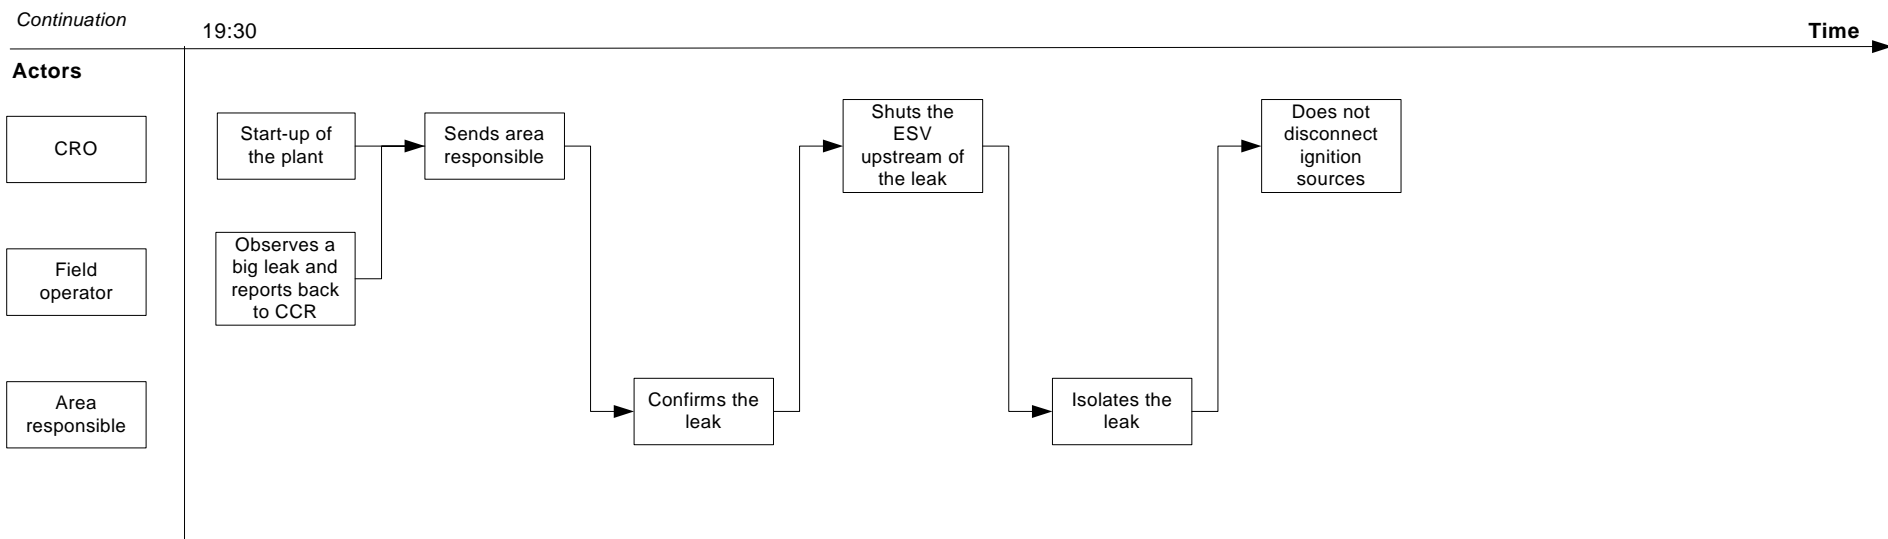 Continuation
19:30
Time
Actors
CRO
Start-up of
the plant
Sends area
responsible
Shuts the
ESV
upstream of
the leak
Does not
disconnect
ignition
sources
Field
operator
Observes a
big leak and
reports back
to CCR
Area
responsible
Confirms the
leak
Isolates the
leak